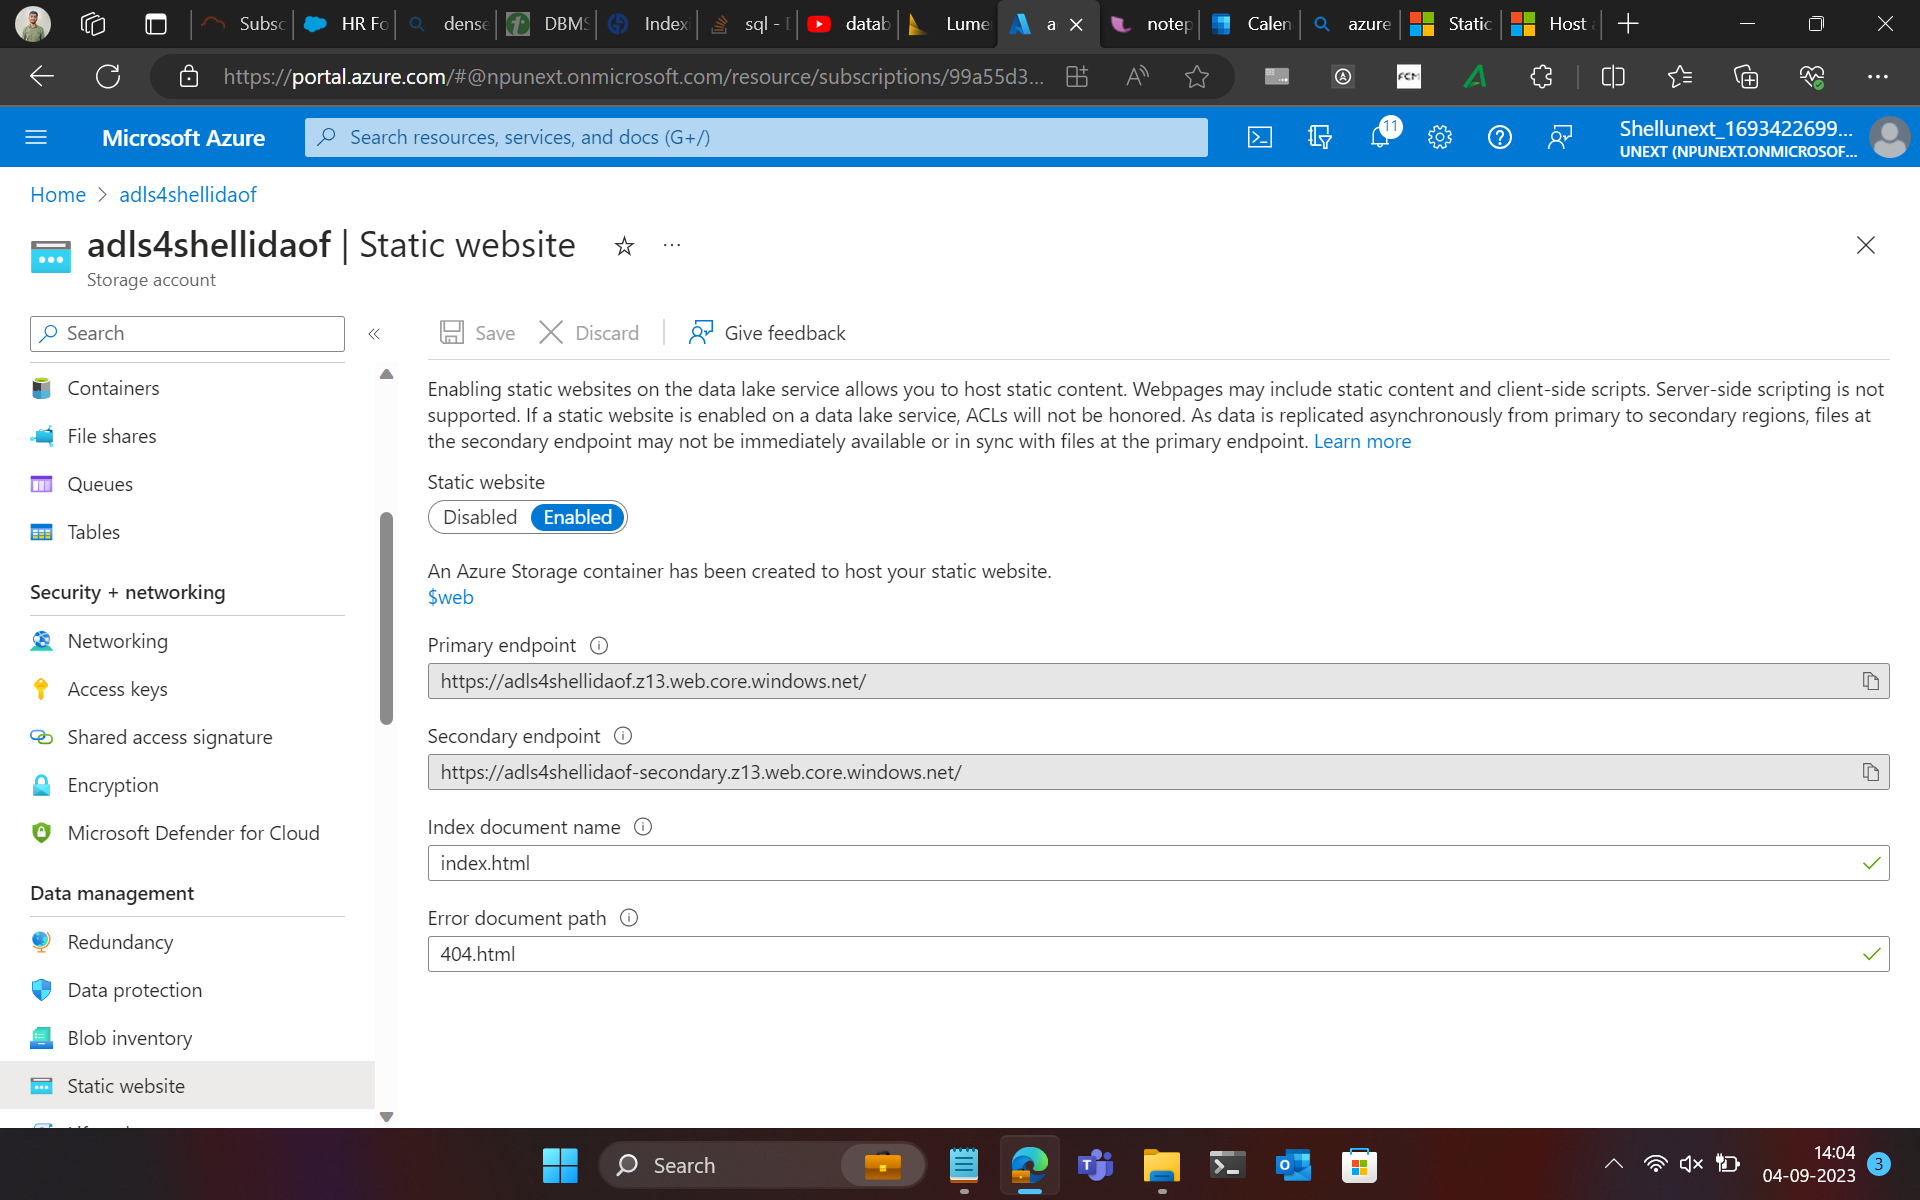 Subsc
HR Fo
dense
DBMS
Indexi
sql - D
datab
Lume
a
notep
Calen
azure
Static
Host a
https://portal.azure.com/#@npunext.onmicrosoft.com/resource/subscriptions/99a55d3...
FCM
Microsoft Azure
Search resources, services, and docs (G+/)
11
Shellunext_1693422699...
UNEXT (NPUNEXT.ONMICROSOF...
Home > adls4shellidaof
adls4shellidaof | Static website
Storage account
Search
Save
Discard
Give feedback
Containers
File shares
Queues
Tables
Security + networking
Networking
Access keys
Shared access signature
Encryption
Microsoft Defender for Cloud
Data management
Redundancy
Data protection
Blob inventory
Static website
Enabling static websites on the data lake service allows you to host static content. Webpages may include static content and client-side scripts. Server-side scripting is not
supported. If a static website is enabled on a data lake service, ACLs will not be honored. As data is replicated asynchronously from primary to secondary regions, files at
the secondary endpoint may not be immediately available or in sync with files at the primary endpoint. Learn more
Static website
Disabled Enabled
An Azure Storage container has been created to host your static website.
$web
Primary endpoint
https://adls4shellidaof.z13.web.core.windows.net/
Secondary endpoint
https://adls4shellidaof-secondary.z13.web.core.windows.net/
Index document name
index.html
Error document path
404.html
Search
14:04
04-09-2023
3